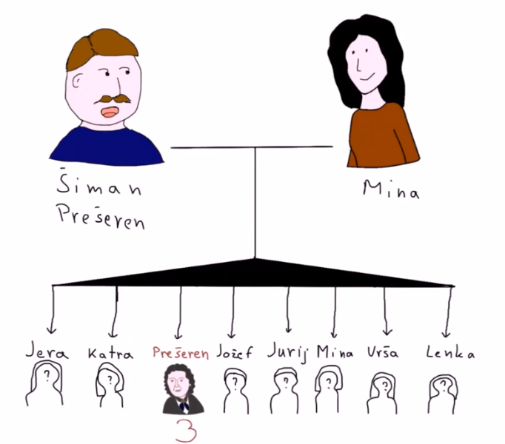 Šiman
Prešeren
Mina
Jera Katra Prešeren Jožef Jurij Mina Urša Lenka
? ? ? ? ? ? ?
3